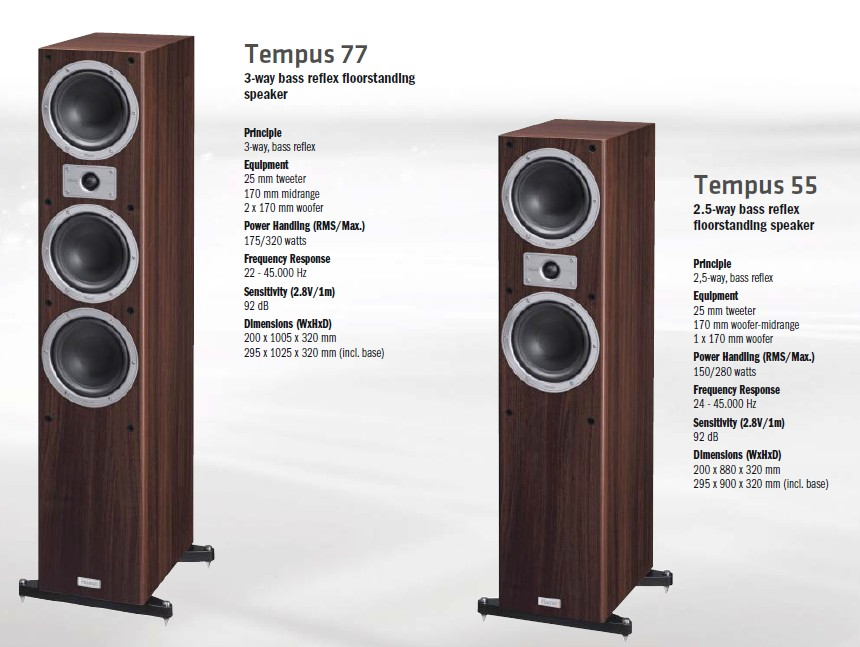 Tempus 77
3-way bass reflex floorstanding
speaker
Principle
3-way, bass reflex
Equipment
25 mm tweeter
170 mm midrange
2 x 170 mm woofer
Power Handling (RMS/Max.)
175/320 watts
Frequency Response
22 - 45.000 Hz
Sensitivity (2.8V/1m)
92 dB
Dimensions (WxHxD)
200 x 1005 x 320 mm
295 x 1025 x 320 mm (incl. base)
Tempus 55
2.5-way bass reflex
floorstanding speaker
Principle
2,5-way, bass reflex
Equipment
25 mm tweeter
170 mm woofer-midrange
1 x 170 mm woofer
Power Handling (RMS/Max.)
150/280 watts
Frequency Response
24 - 45.000 Hz
Sensitivity (2.8V/1m)
92 dB
Dimensions (WxHxD)
200 x 880 x 320 mm
295 x 900 x 320 mm (incl. base)